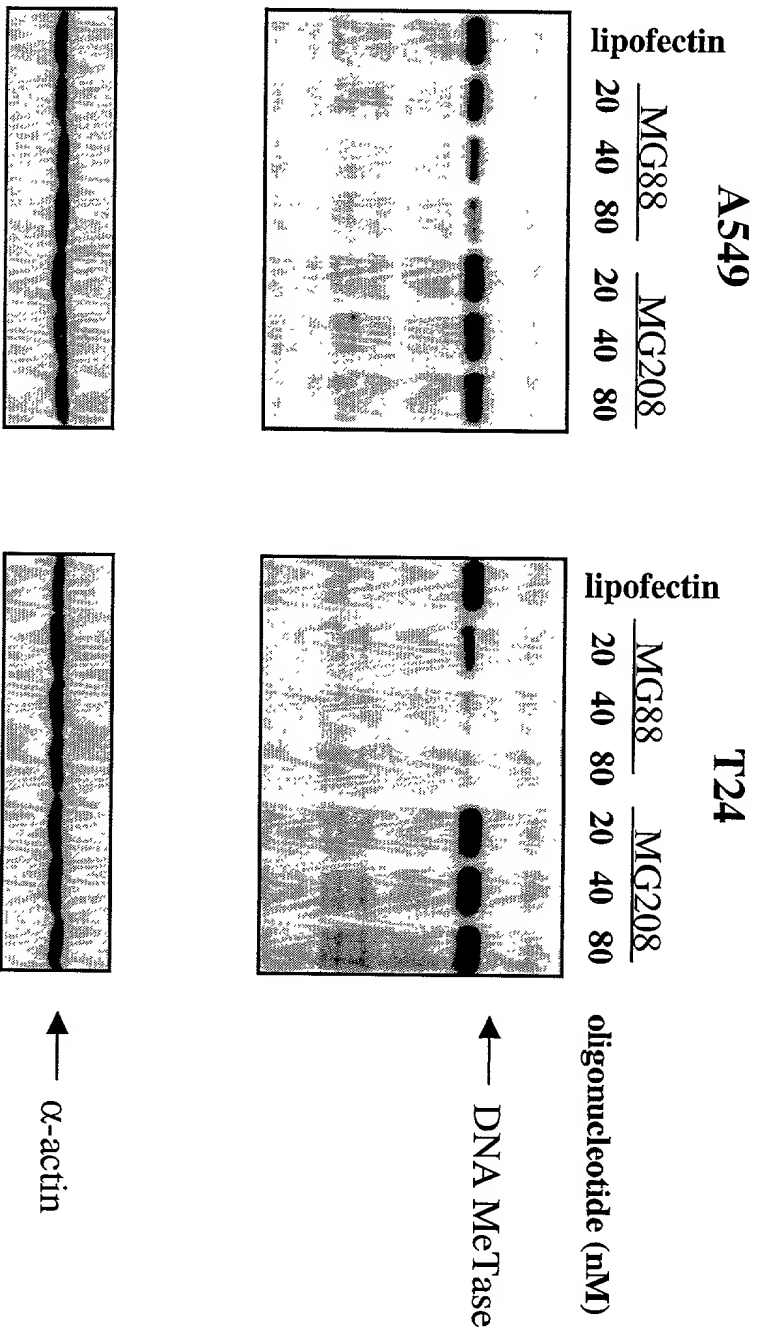 A549
T24
MG88 MG208
MG88 MG208
lipofectin 20 40 80 20 40 80
lipofectin 20 40 80 20 40 80
oligonucleotide (nM)
DNA MeTase
α-actin